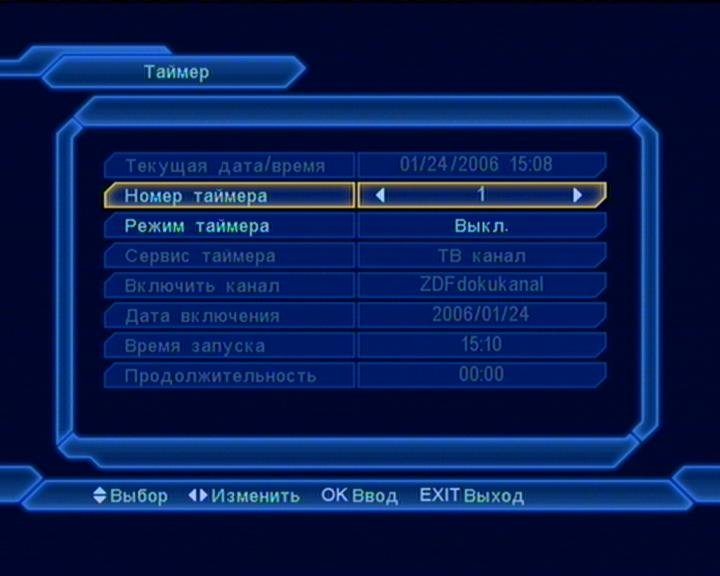 Таймер
Текущая дата/время 01/24/2006 15:08
Номер таймера 1
Режим таймера Выкл.
Сервис таймера ТВ канал
Включить канал ZDFdokukanal
Дата включения 2006/01/24
Время запуска 15:10
Продолжительность 00:00
Выбор Изменить OK Ввод EXIT Выход